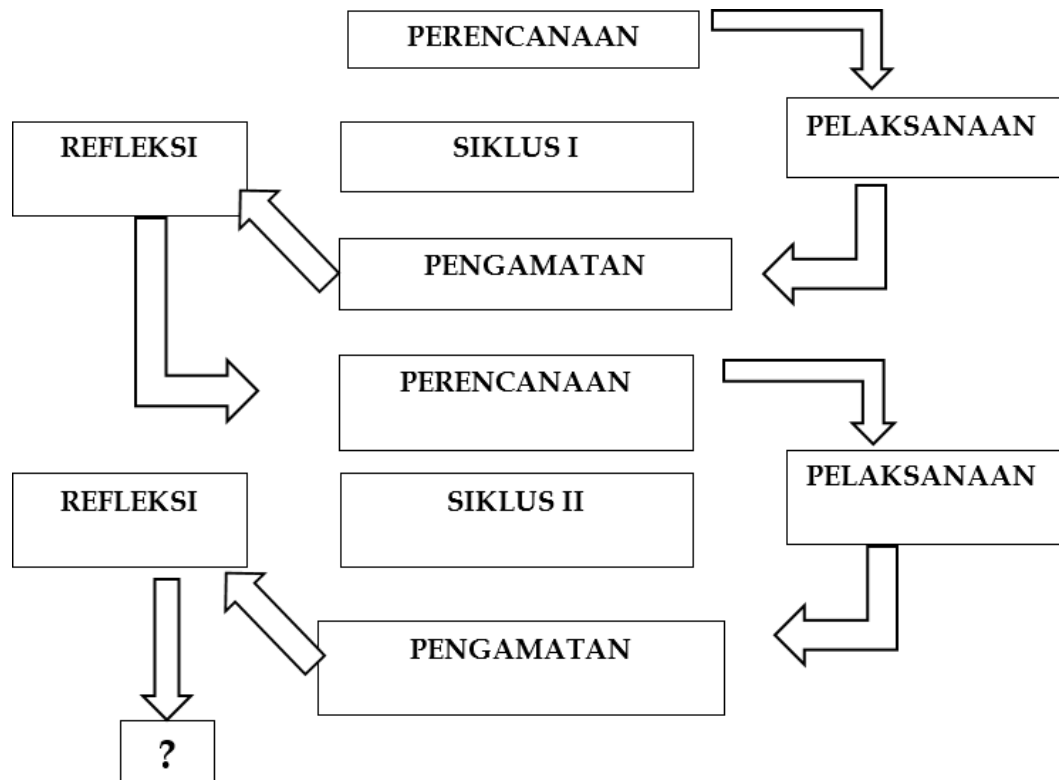 PERENCANAAN
PELAKSANAAN
REFLEKSI
SIKLUS I
PENGAMATAN
PERENCANAAN
PELAKSANAAN
REFLEKSI
SIKLUS II
PENGAMATAN
?